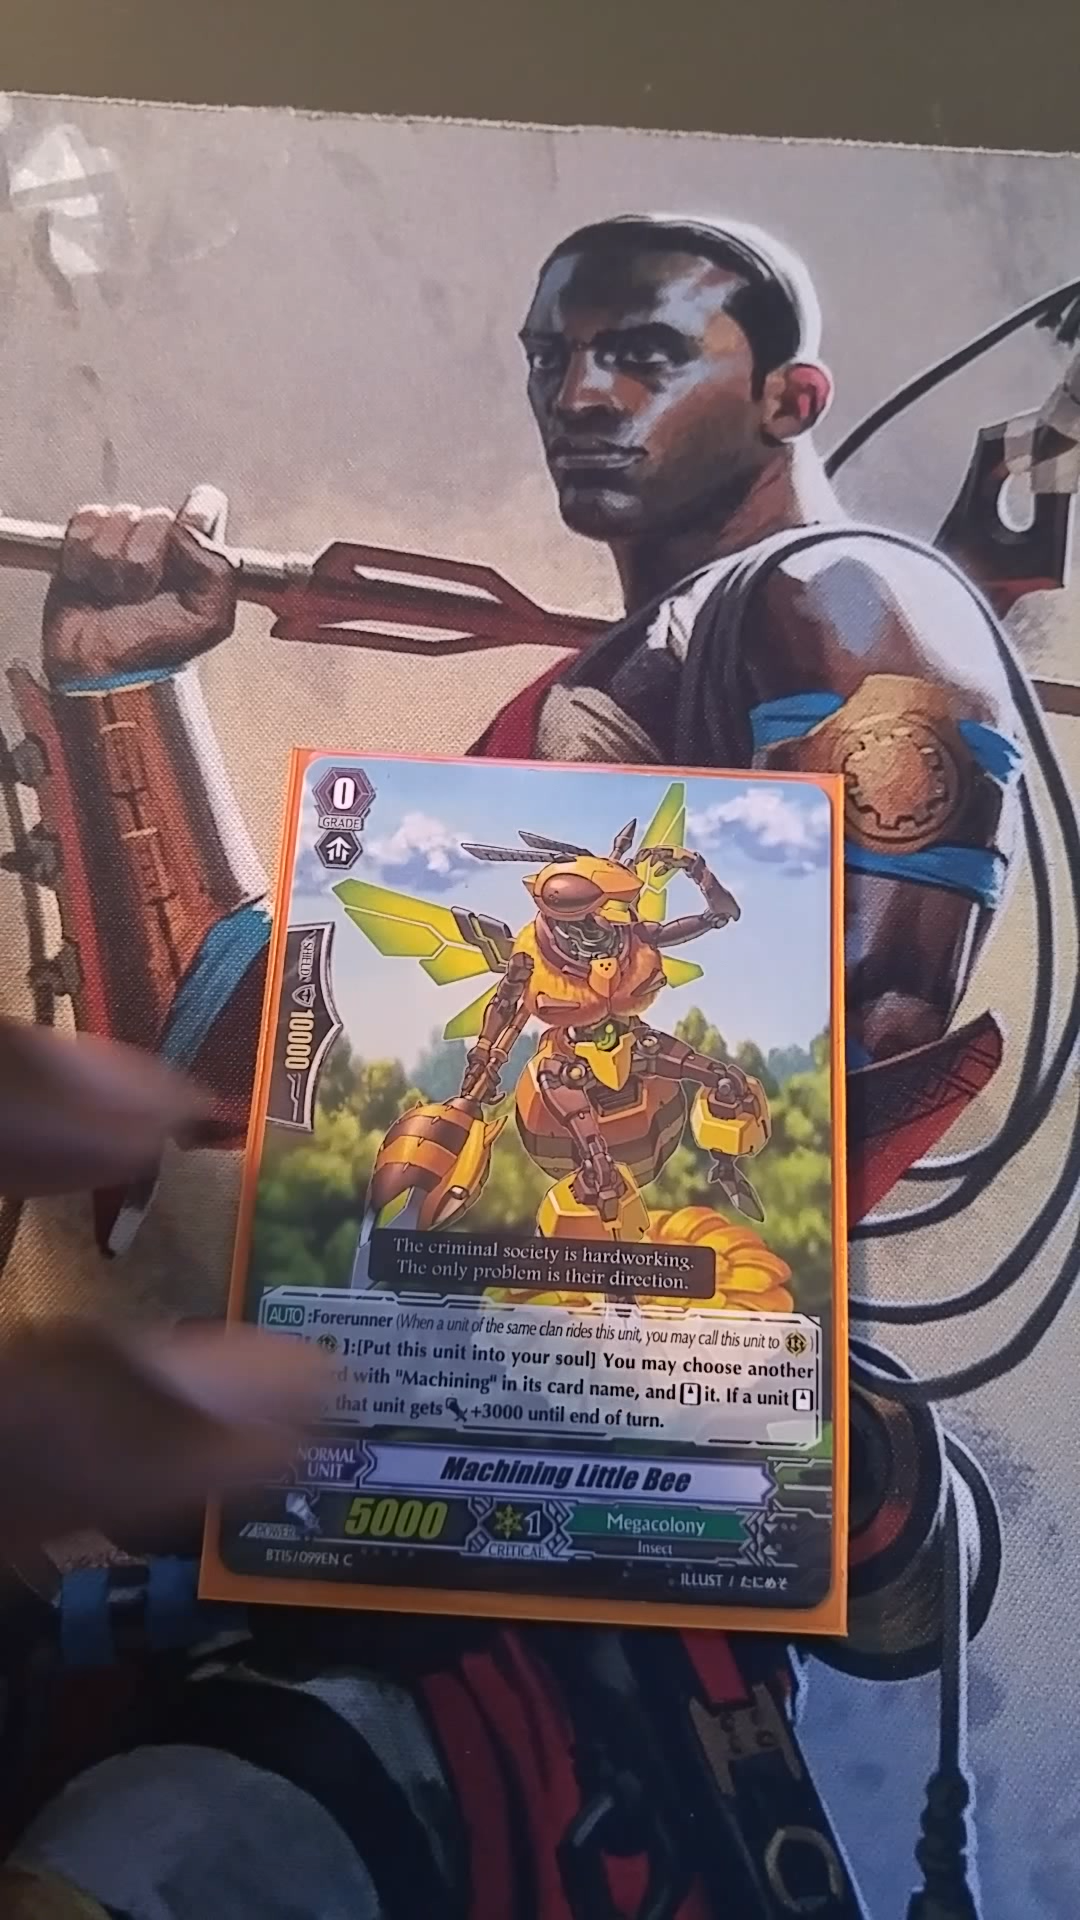 0
GRADE
SHIELD
10000
The criminal society is hardworking.
The only problem is their direction.
AUTO :Forerunner (When a unit of the same clan rides this unit, you may call this unit to )
]:[Put this unit into your soul] You may choose another
with "Machining" in its card name, and it. If a unit
that unit gets +3000 until end of turn.
NORMAL
UNIT
Machining Little Bee
POWER
5000
1
CRITICAL
Megacolony
Insect
BT15/099EN C
ILLUST / たにめそ